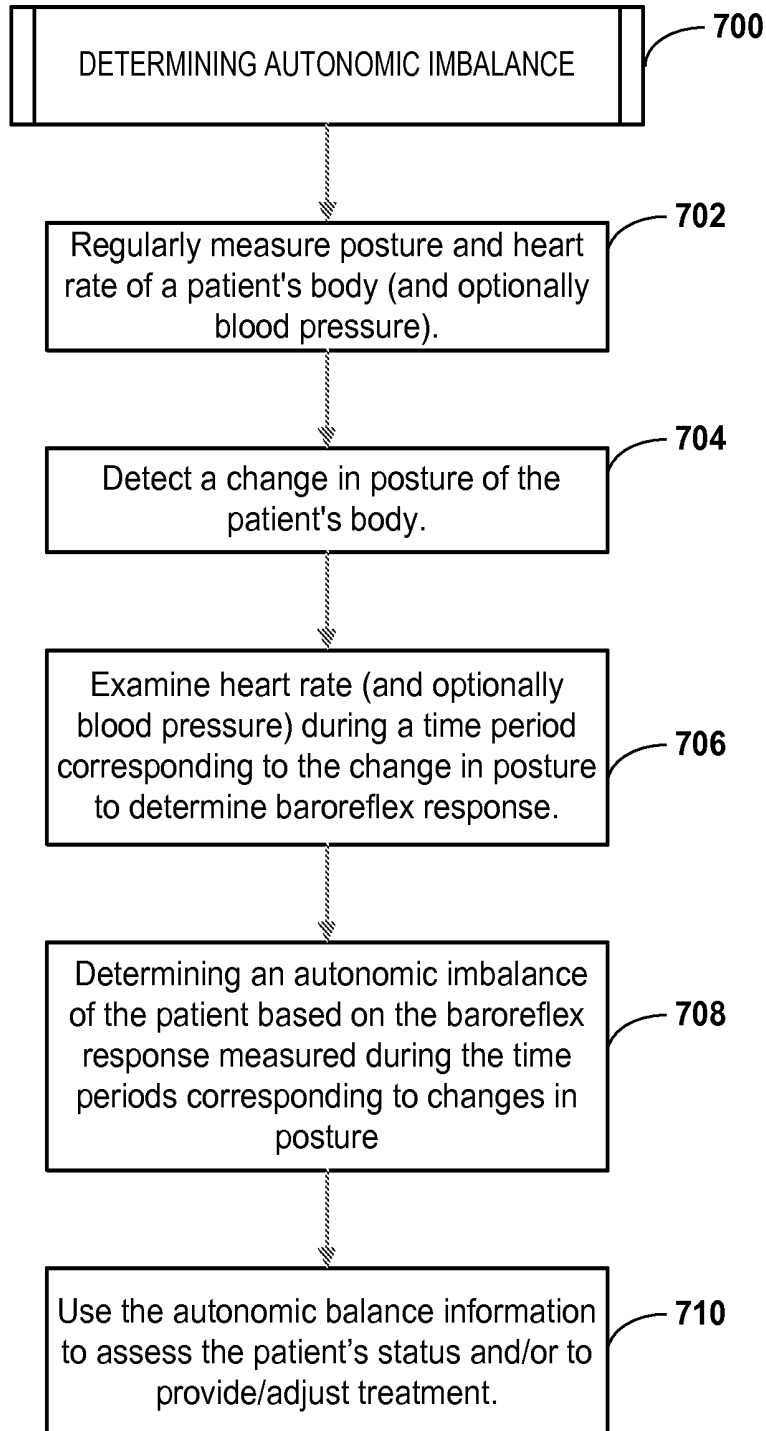 DETERMINING AUTONOMIC IMBALANCE
700
702
Regularly measure posture and heart
rate of a patient's body (and optionally
blood pressure).
704
Detect a change in posture of the
patient's body.
Examine heart rate (and optionally
blood pressure) during a time period
corresponding to the change in posture
to determine baroreflex response.
706
Determining an autonomic imbalance
of the patient based on the baroreflex
response measured during the time
periods corresponding to changes in
posture
708
Use the autonomic balance information
to assess the patient’s status and/or to
provide/adjust treatment.
710